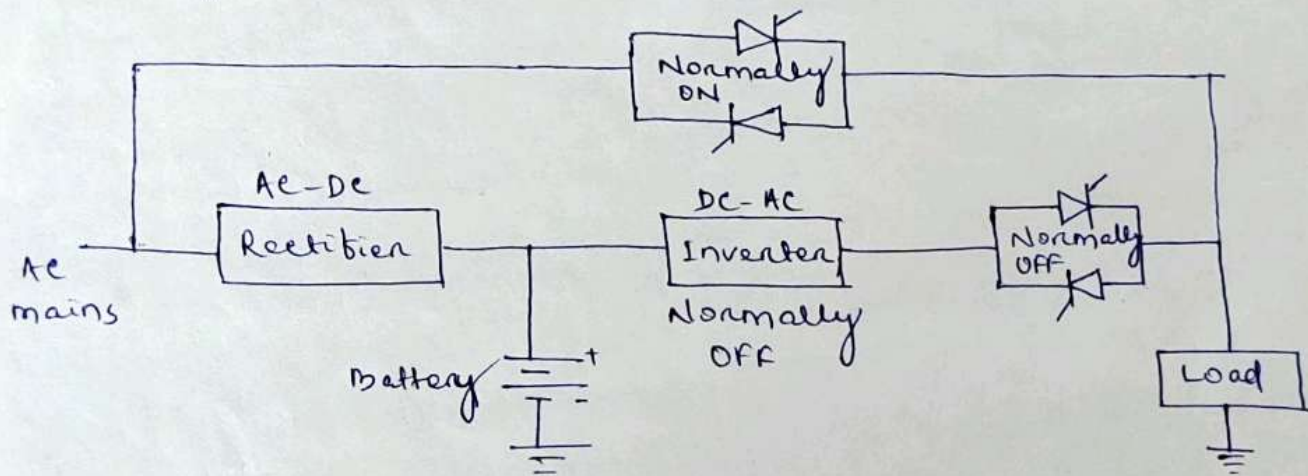 Normally
ON
AC-DC
Rectifier
AC
mains
DC-AC
Inverter
Normally
OFF
Normally
OFF
Battery
+
-
Load